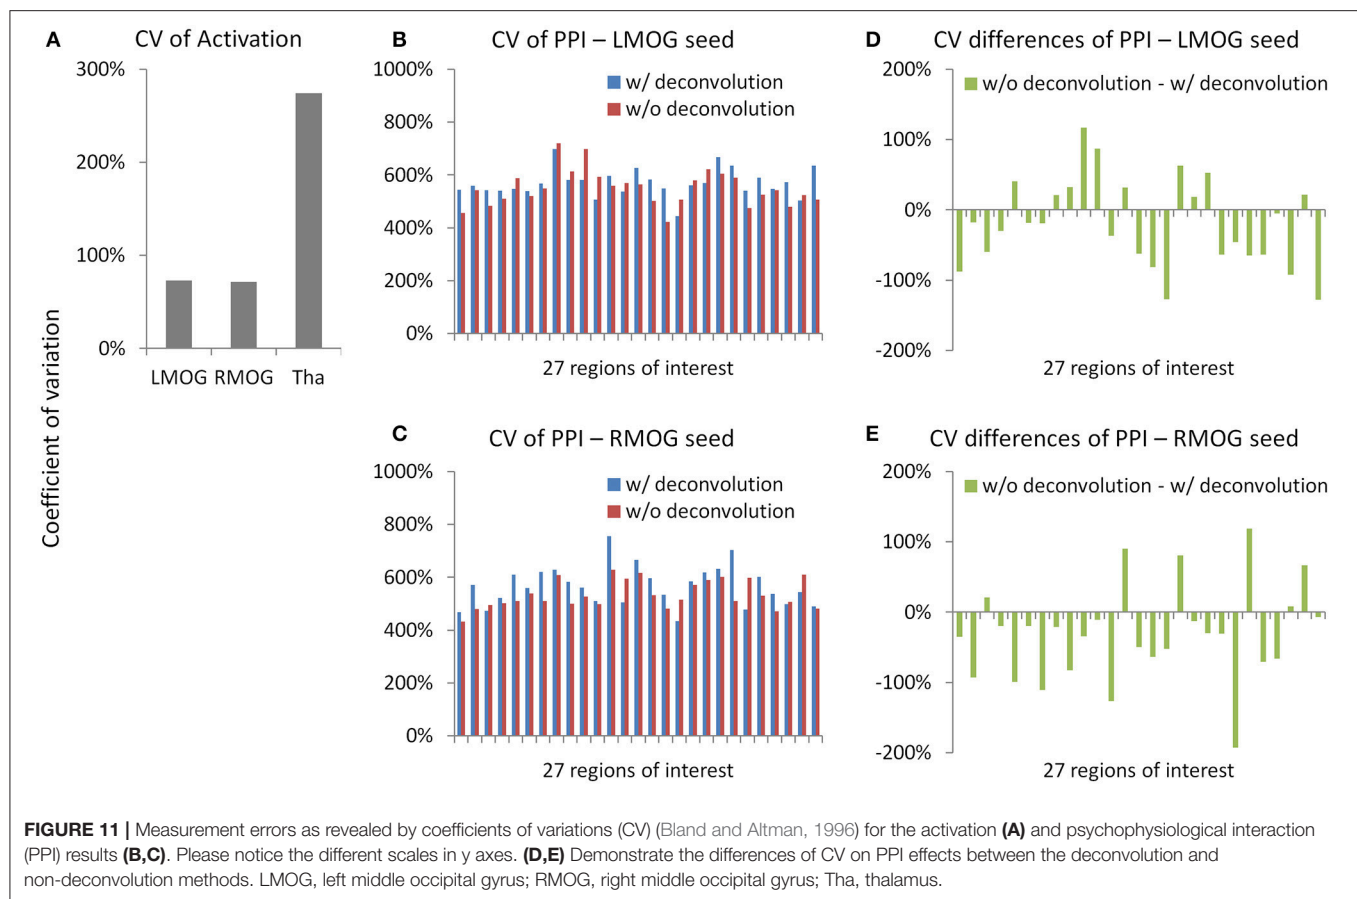 A
CV of Activation
300%
200%
100%
0%
LMOG RMOG Tha
Coefficient of variation
B
CV of PPI – LMOG seed
1000%
800%
600%
400%
200%
0%
w/ deconvolution
w/o deconvolution
27 regions of interest
D
CV differences of PPI – LMOG seed
200%
100%
0%
-100%
-200%
w/o deconvolution - w/ deconvolution
27 regions of interest
C
CV of PPI – RMOG seed
1000%
800%
600%
400%
200%
0%
w/ deconvolution
w/o deconvolution
27 regions of interest
E
CV differences of PPI – RMOG seed
200%
100%
0%
-100%
-200%
w/o deconvolution - w/ deconvolution
27 regions of interest
FIGURE 11 | Measurement errors as revealed by coefficients of variations (CV) (Bland and Altman, 1996) for the activation (A) and psychophysiological interaction
(PPI) results (B,C). Please notice the different scales in y axes. (D,E) Demonstrate the differences of CV on PPI effects between the deconvolution and
non-deconvolution methods. LMOG, left middle occipital gyrus; RMOG, right middle occipital gyrus; Tha, thalamus.